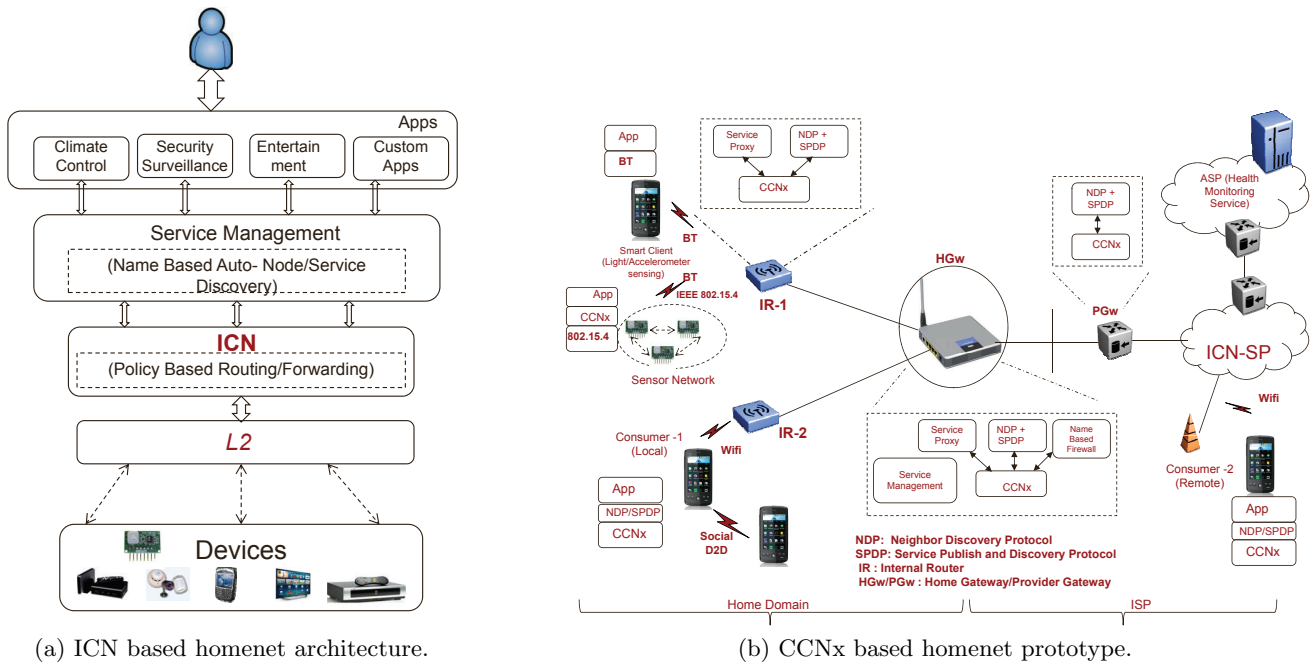 Apps
Climate
Control
Security
Surveillance
Entertain
ment
Custom
Apps
Service Management
(Name Based Auto- Node/Service
Discovery)
ICN
(Policy Based Routing/Forwarding)
L2
Devices
(a) ICN based homenet architecture.
App
BT
Service
Proxy
NDP +
SPDP
CCNx
BT
Smart Client
(Light/Accelerometer
sensing)
BT
IEEE 802.15.4
App
CCNx
802.15.4
Sensor Network
IR-1
HGw
NDP +
SPDP
CCNx
PGw
ASP (Health
Monitoring
Service)
ICN-SP
Wifi
Consumer -1
(Local)
Wifi
IR-2
App
NDP/SPDP
CCNx
Social
D2D
Service
Proxy
NDP +
SPDP
Name
Based
Firewall
Service
Management
CCNx
Consumer -2
(Remote)
App
NDP/SPDP
CCNx
NDP: Neighbor Discovery Protocol
SPDP: Service Publish and Discovery Protocol
IR : Internal Router
HGw/PGw : Home Gateway/Provider Gateway
Home Domain
ISP
(b) CCNx based homenet prototype.